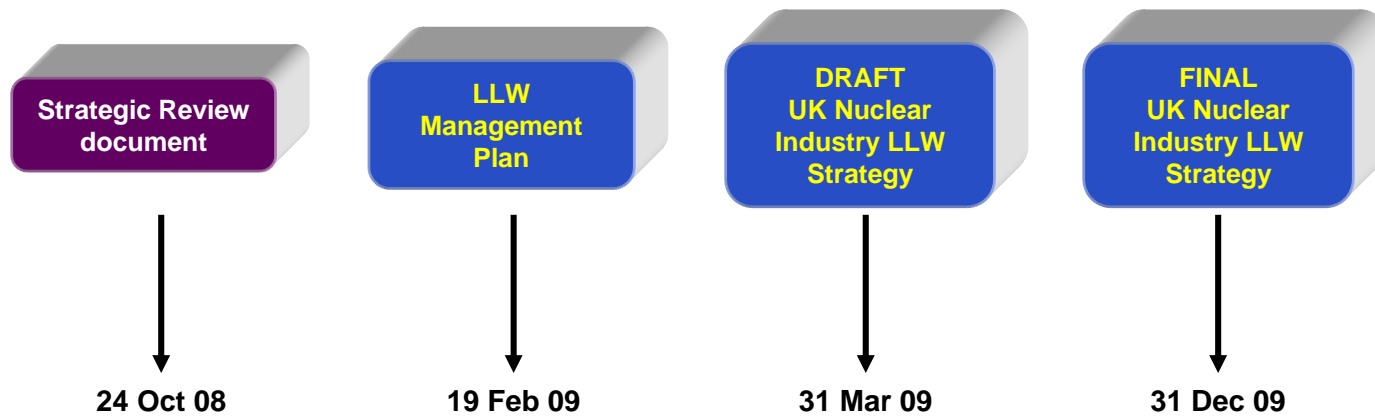 Strategic Review
document
LLW
Management
Plan
DRAFT
UK Nuclear
Industry LLW
Strategy
FINAL
UK Nuclear
Industry LLW
Strategy
24 Oct 08
19 Feb 09
31 Mar 09
31 Dec 09